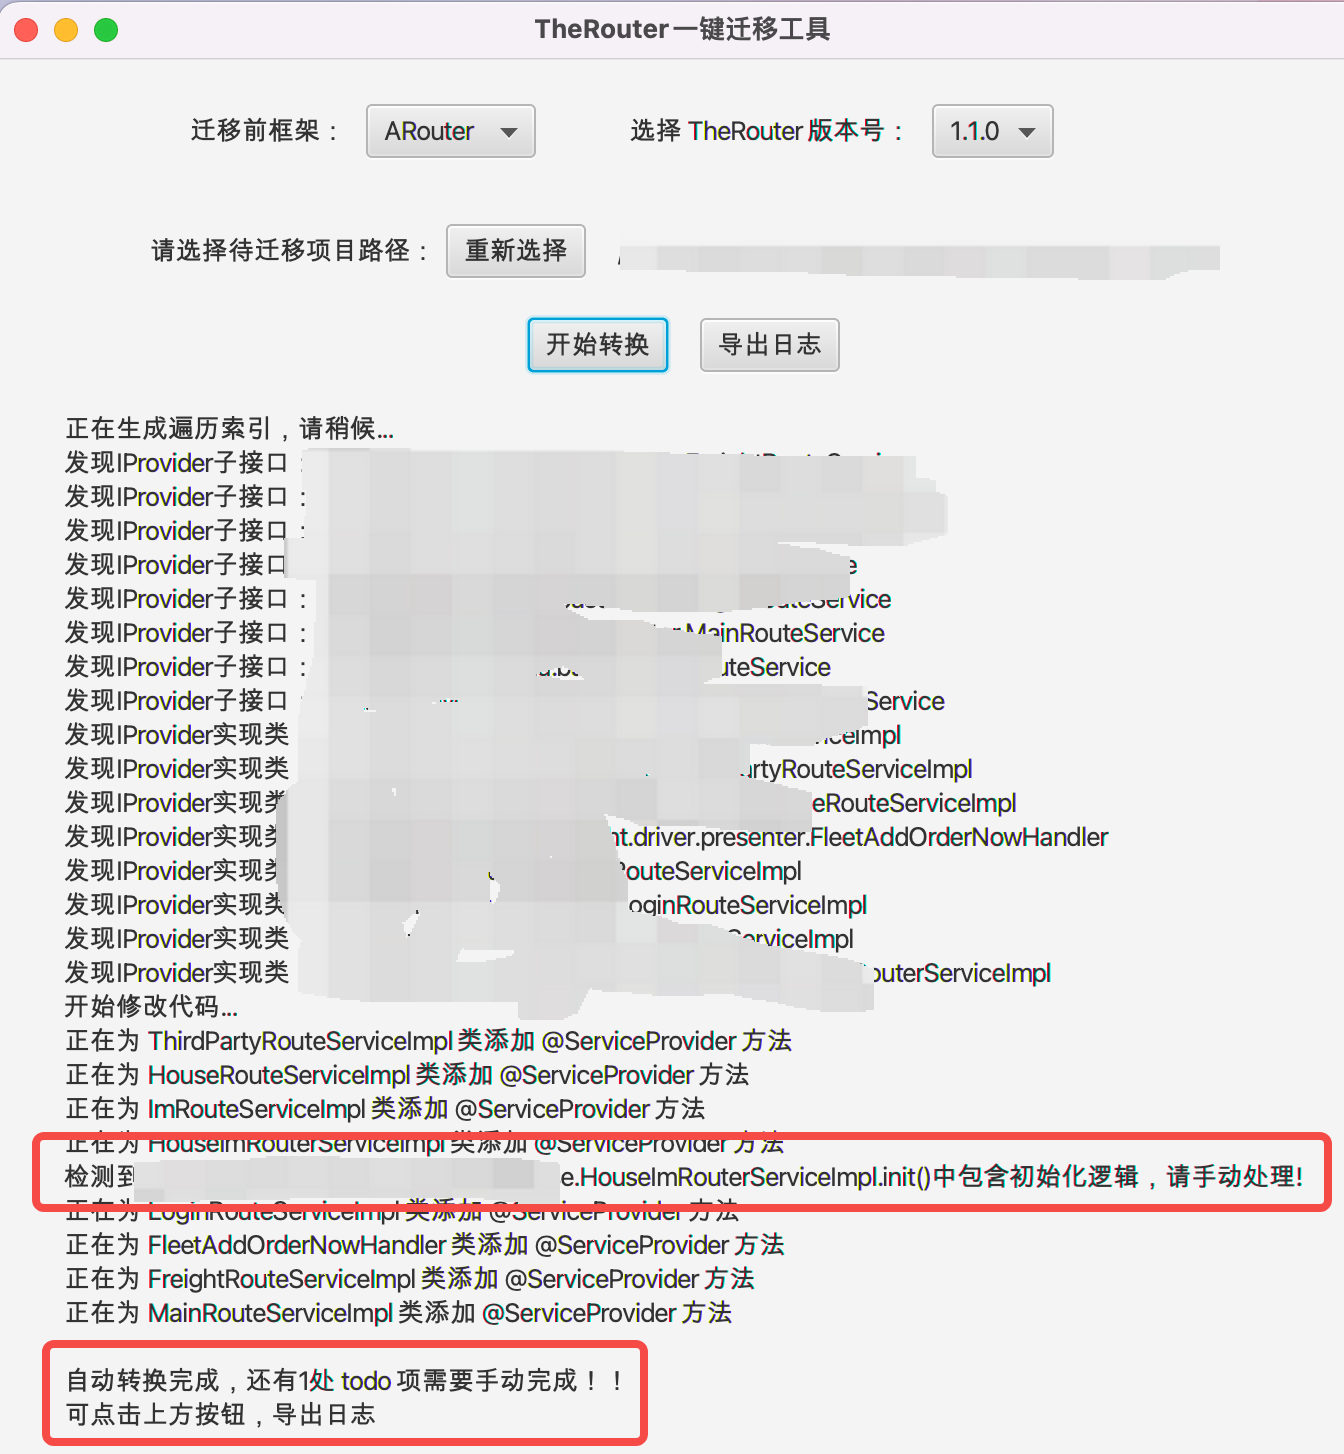 TheRouter一键迁移工具
迁移前框架： ARouter 选择 TheRouter 版本号： 1.1.0
请选择待迁移项目路径： 重新选择
开始转换 导出日志
正在生成遍历索引，请稍候...
发现IProvider子接口：
发现IProvider子接口：
发现IProvider子接口：
发现IProvider子接口
发现IProvider子接口： Service
发现IProvider子接口： MainRouteService
发现IProvider子接口： uteService
发现IProvider子接口： Service
发现IProvider实现类 ceImpl
发现IProvider实现类 artyRouteServiceImpl
发现IProvider实现类 eRouteServiceImpl
发现IProvider实现类 nt.driver.presenter.FleetAddOrderNowHandler
发现IProvider实现类 RouteServiceImpl
发现IProvider实现类 oginRouteServiceImpl
发现IProvider实现类 ServiceImpl
发现IProvider实现类 outerServiceImpl
开始修改代码...
正在为 ThirdPartyRouteServiceImpl 类添加 @ServiceProvider 方法
正在为 HouseRouteServiceImpl 类添加 @ServiceProvider 方法
正在为 ImRouteServiceImpl 类添加 @ServiceProvider 方法
正在为 HouseImRouterServiceImpl 类添加 @ServiceProvider 方法
检测到 e.HouseImRouterServiceImpl.init()中包含初始化逻辑，请手动处理!
正在为 LoginRouteServiceImpl 类添加 @ServiceProvider 方法
正在为 FleetAddOrderNowHandler 类添加 @ServiceProvider 方法
正在为 FreightRouteServiceImpl 类添加 @ServiceProvider 方法
正在为 MainRouteServiceImpl 类添加 @ServiceProvider 方法
自动转换完成，还有1处 todo 项需要手动完成！！
可点击上方按钮，导出日志